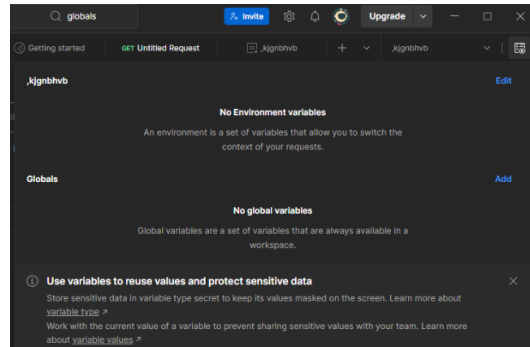 globals
Invite
Upgrade
Getting started
GET Untitled Request
,kjgnbhvb
,kjgnbhvb
,kjgnbhvb
Edit
No Environment variables
An environment is a set of variables that allow you to switch the
context of your requests.
Globals
Add
No global variables
Global variables are a set of variables that are always available in a
workspace.
Use variables to reuse values and protect sensitive data
Store sensitive data in variable type secret to keep its values masked on the screen. Learn more about
variable type ↗
Work with the current value of a variable to prevent sharing sensitive values with your team. Learn more
about variable values ↗